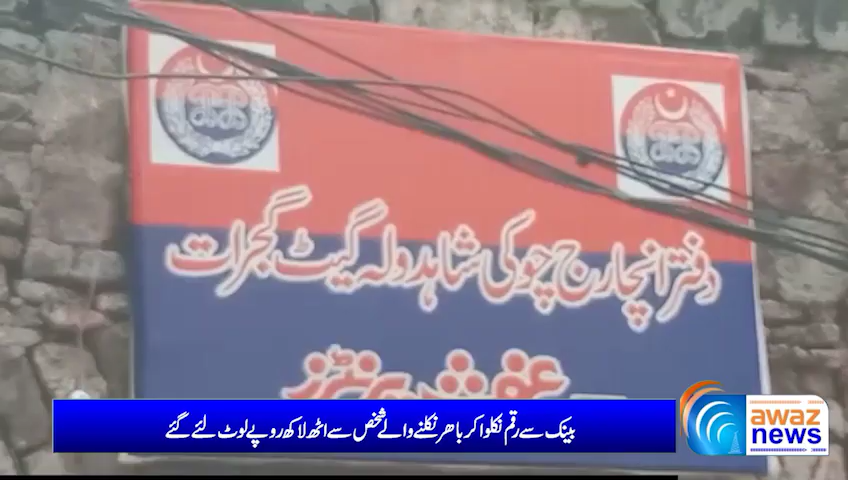 دفتر انچارج چوکی شاہدولہ گیٹ گجرات
بینک سے رقم نکلوا کر باھر نکلنے والے شخص سے اٹھ لاکھ روپے لوٹ لئے گئے
awaz
news